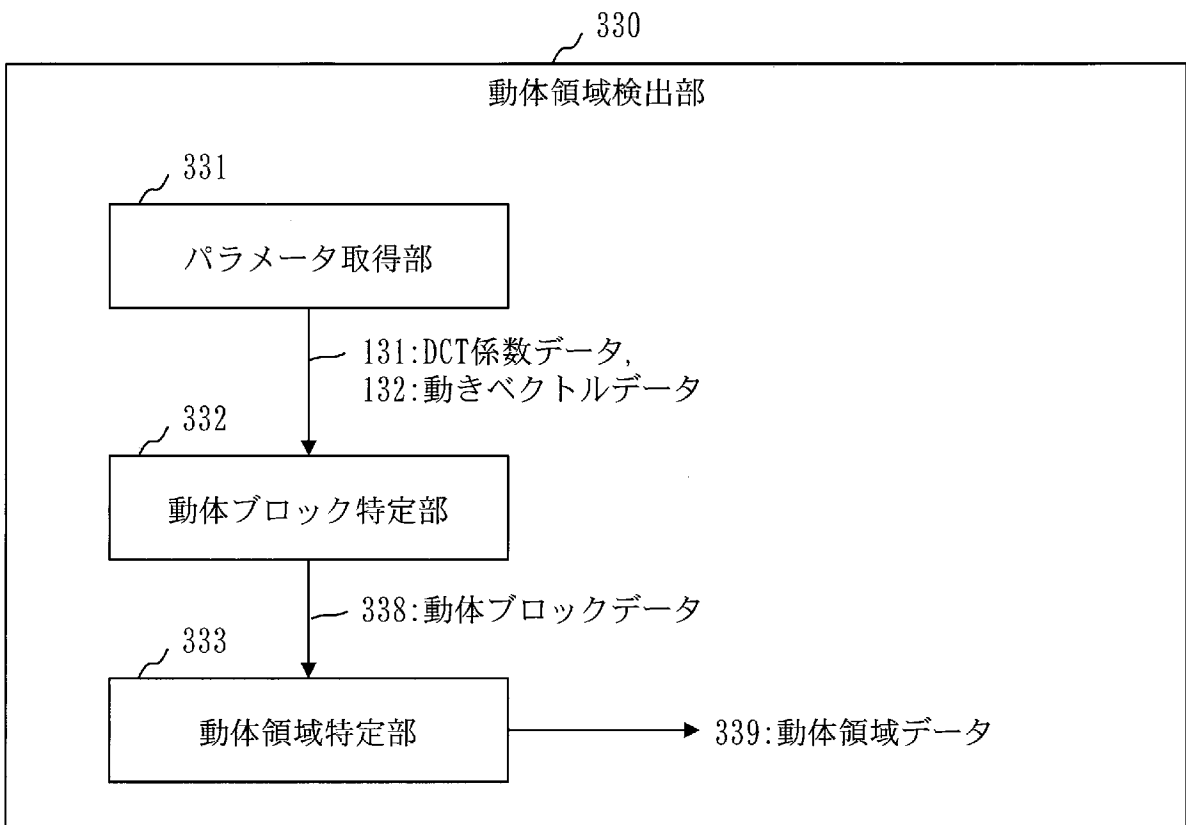 330
動体領域検出部
331
パラメータ取得部
131:DCT係数データ,
132:動きベクトルデータ
332
動体ブロック特定部
338:動体ブロックデータ
333
動体領域特定部
339:動体領域データ